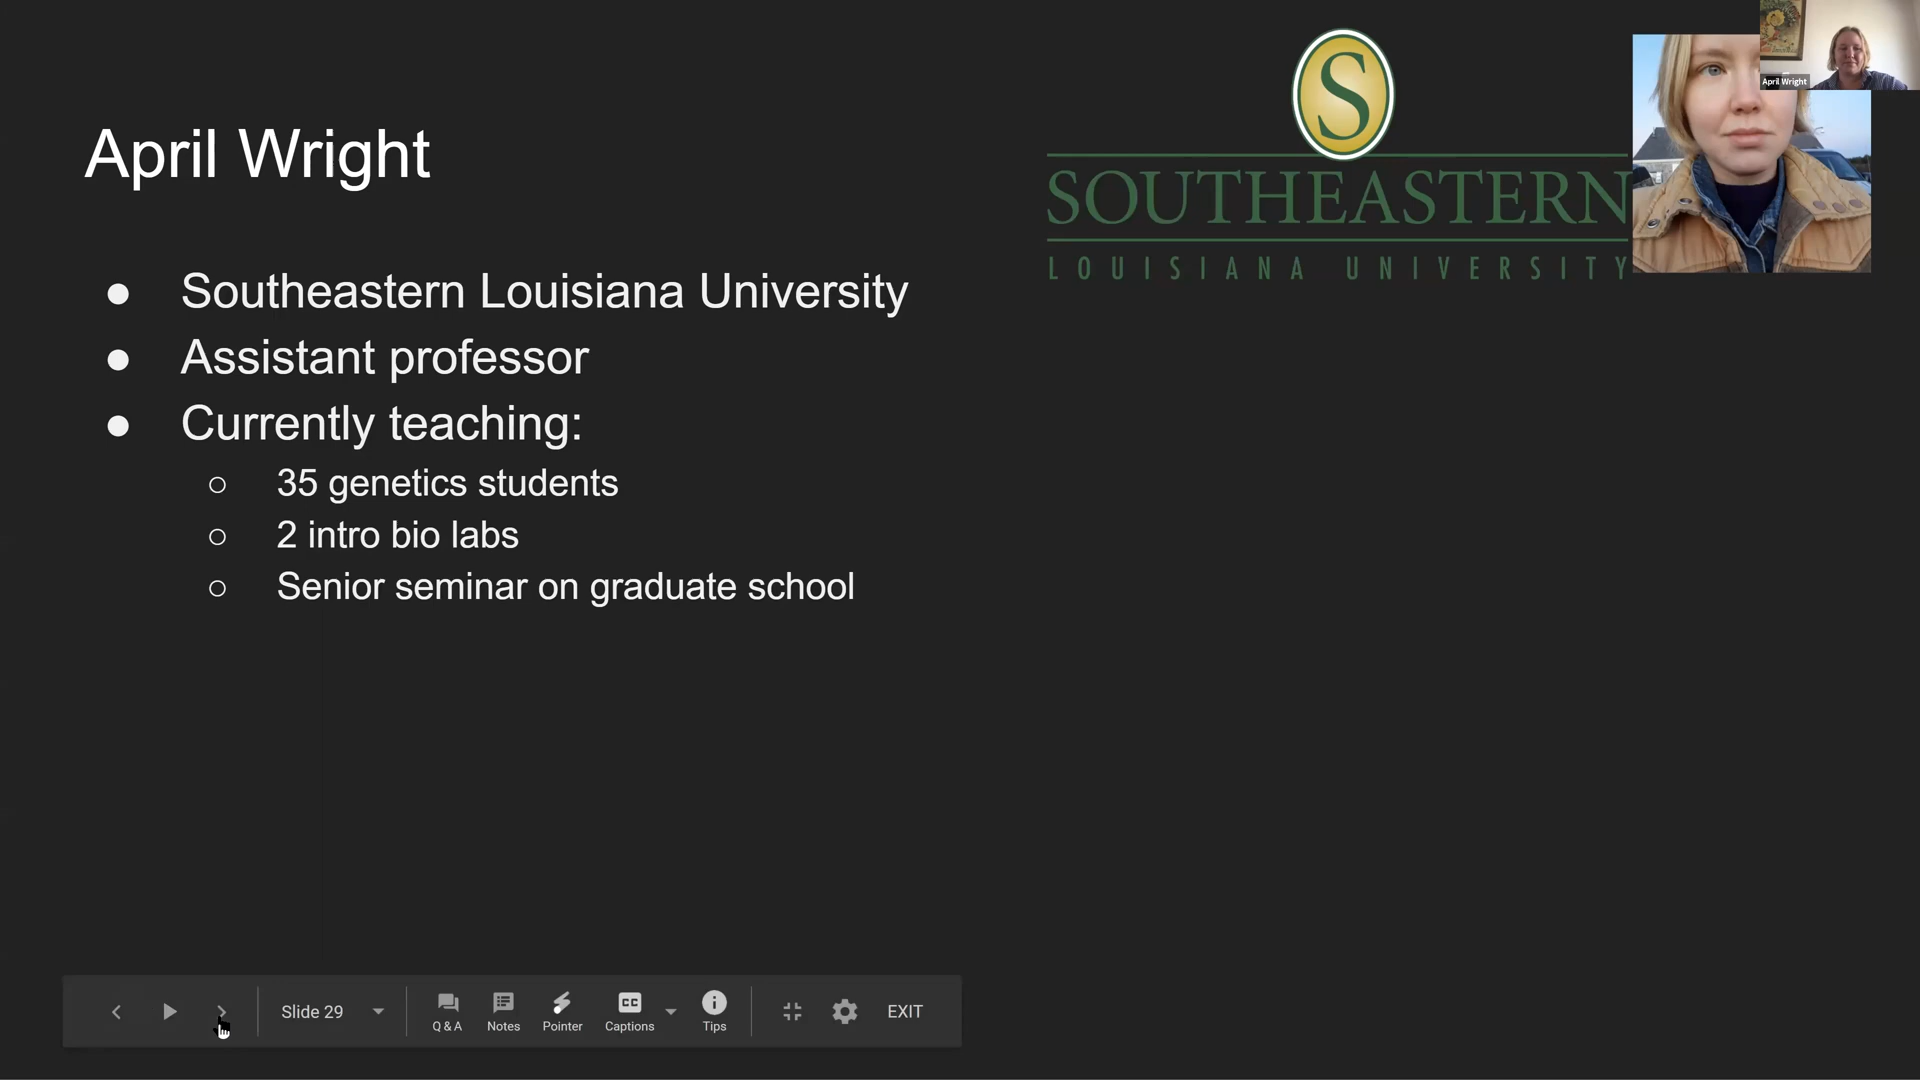 April Wright
S
SOUTHEASTERN
LOUISIANA UNIVERSITY
April Wright
● Southeastern Louisiana University
● Assistant professor
● Currently teaching:
○ 35 genetics students
○ 2 intro bio labs
○ Senior seminar on graduate school
Slide 29
Q & A
Notes
Pointer
CC
Captions
Tips
EXIT